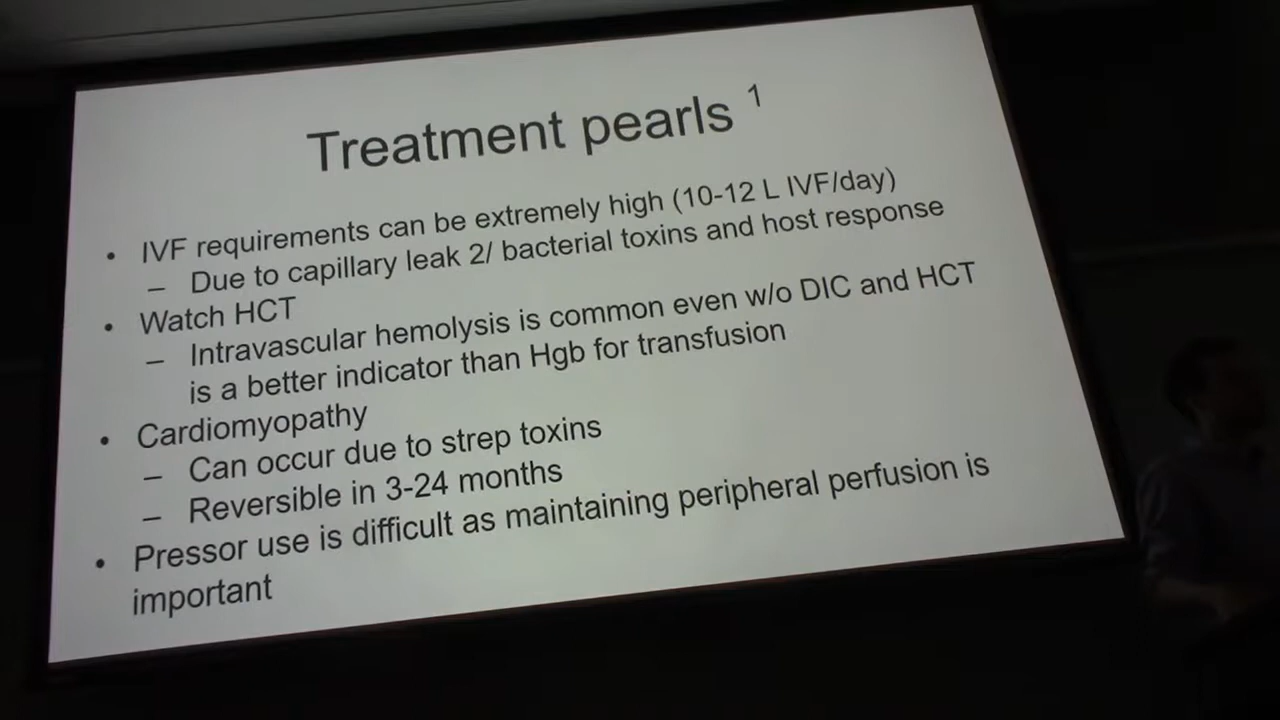 Treatment pearls 1
• IVF requirements can be extremely high (10-12 L IVF/day)
– Due to capillary leak 2/ bacterial toxins and host response
• Watch HCT
– Intravascular hemolysis is common even w/o DIC and HCT
is a better indicator than Hgb for transfusion
• Cardiomyopathy
– Can occur due to strep toxins
– Reversible in 3-24 months
• Pressor use is difficult as maintaining peripheral perfusion is
important